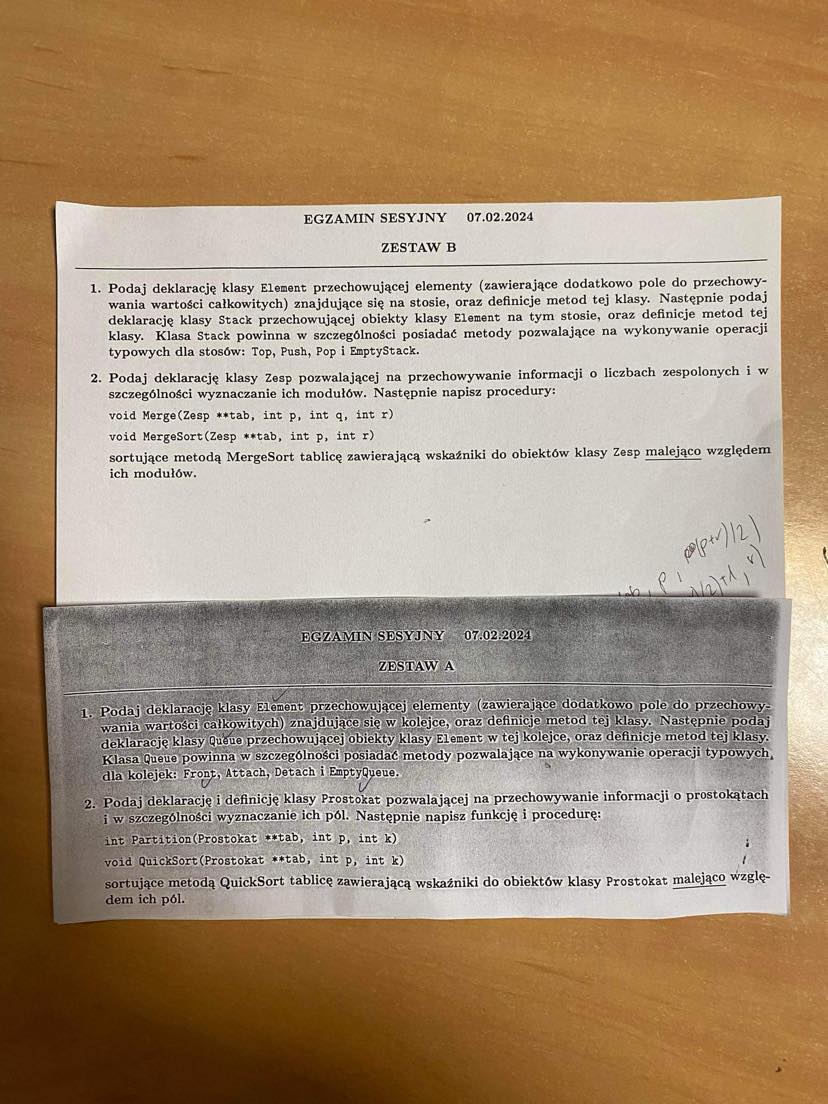 EGZAMIN SESYJNY 07.02.2024
ZESTAW B
1. Podaj deklarację klasy Element przechowującej elementy (zawierające dodatkowo pole do przechowy-
wania wartości całkowitych) znajdujące się na stosie, oraz definicje metod tej klasy. Następnie podaj
deklarację klasy Stack przechowującej obiekty klasy Element na tym stosie, oraz definicje metod tej
klasy. Klasa Stack powinna w szczególności posiadać metody pozwalające na wykonywanie operacji
typowych dla stosów: Top, Push, Pop i EmptyStack.
2. Podaj deklarację klasy Zesp pozwalającej na przechowywanie informacji o liczbach zespolonych i w
szczególności wyznaczanie ich modułów. Następnie napisz procedury:
void Merge(Zesp **tab, int p, int q, int r)
void MergeSort(Zesp **tab, int p, int r)
sortujące metodą MergeSort tablicę zawierającą wskaźniki do obiektów klasy Zesp malejąco względem
ich modułów.
(p+r)/2)
p,
/2)+1, r)
EGZAMIN SESYJNY 07.02.2024
ZESTAW A
1. Podaj deklarację klasy Element przechowującej elementy (zawierające dodatkowo pole do przechowy-
wania wartości całkowitych) znajdujące się w kolejce, oraz definicje metod tej klasy. Następnie podaj
deklarację klasy Queue przechowującej obiekty klasy Element w tej kolejce, oraz definicje metod tej klasy.
Klasa Queue powinna w szczególności posiadać metody pozwalające na wykonywanie operacji typowych
dla kolejek: Front, Attach, Detach i EmptyQueue.
2. Podaj deklarację i definicję klasy Prostokat pozwalającej na przechowywanie informacji o prostokątach
i w szczególności wyznaczanie ich pól. Następnie napisz funkcję i procedurę:
int Partition(Prostokat **tab, int p, int k)
void QuickSort(Prostokat **tab, int p, int k)
sortujące metodą QuickSort tablicę zawierającą wskaźniki do obiektów klasy Prostokat malejąco wzglę-
dem ich pól.